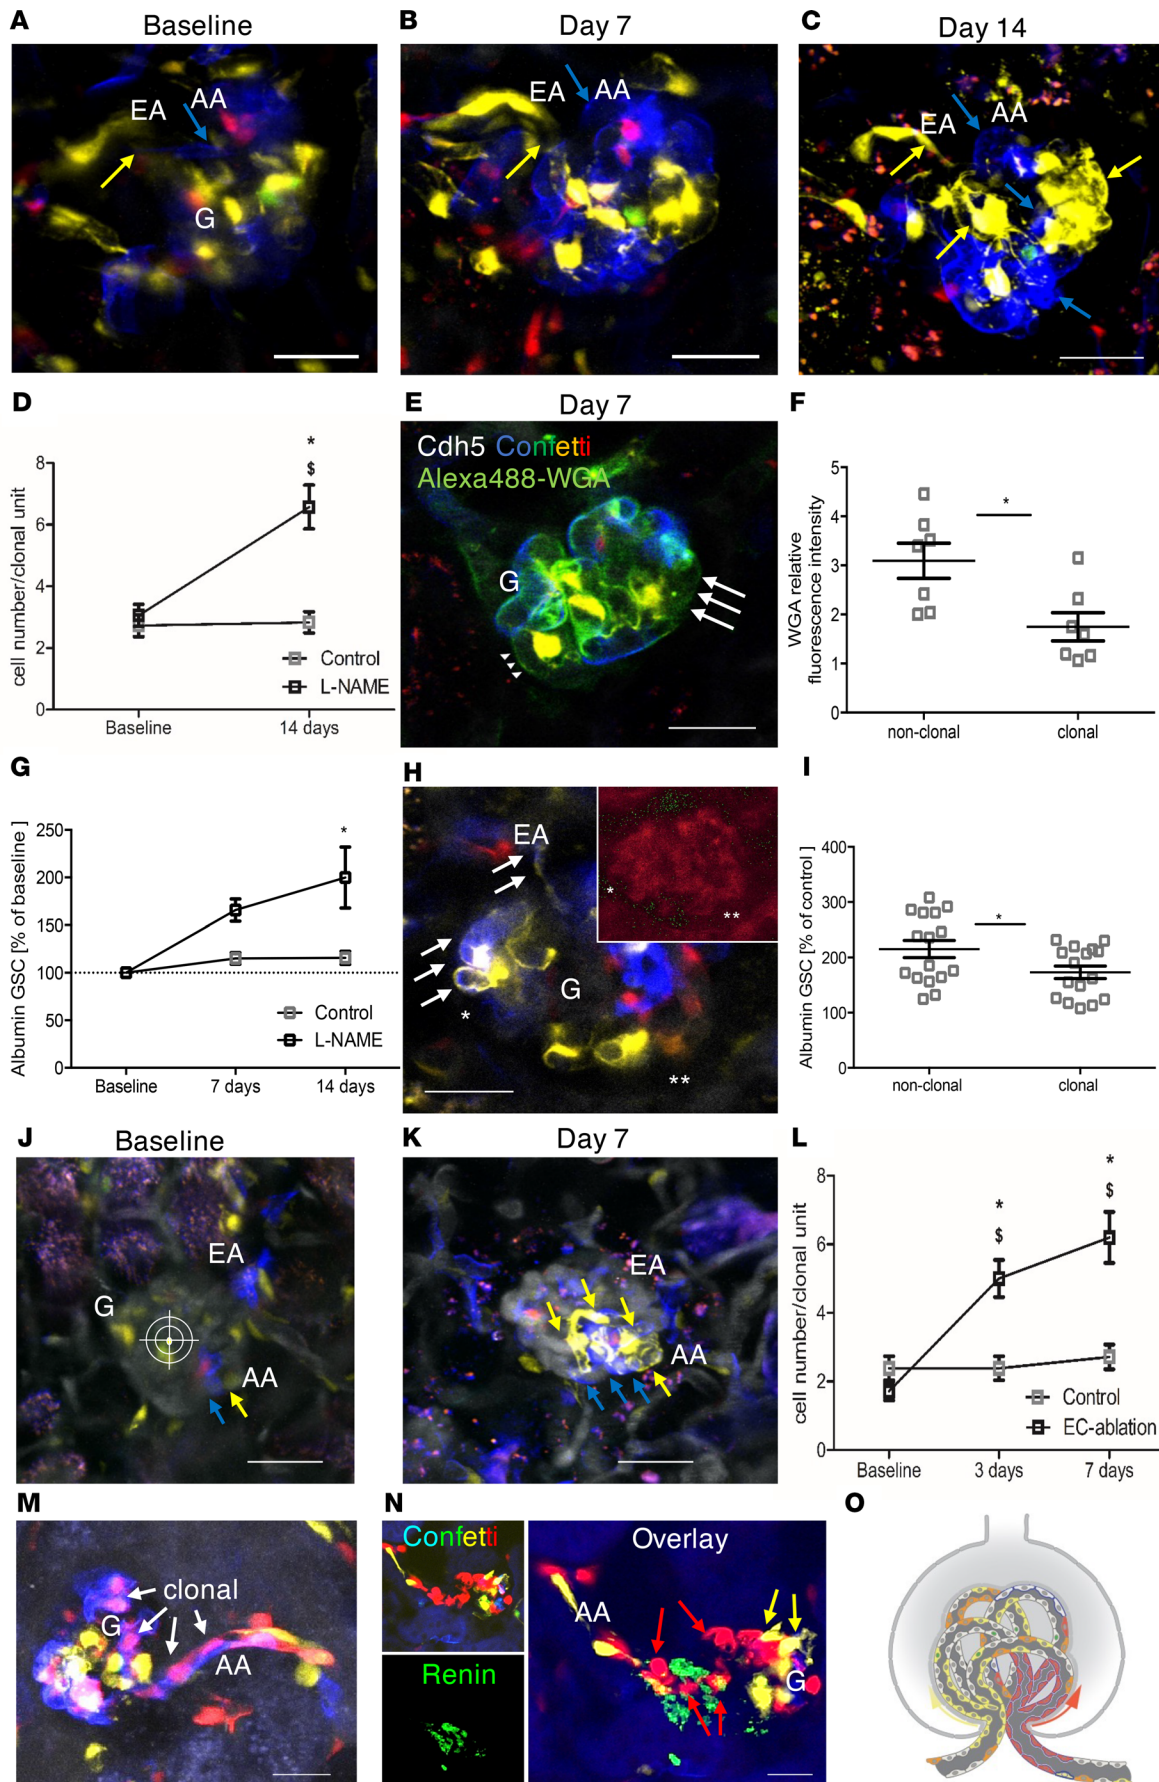 A
Baseline
EA
AA
G
B
Day 7
EA
AA
C
Day 14
EA
AA
D
cell number/clonal unit
8
6
4
2
0
*
$
Control
L-NAME
Baseline
14 days
E
Day 7
Cdh5 Confetti
Alexa488-WGA
G
F
WGA relative
fluorescence intensity
5
4
3
2
1
0
*
non-clonal
clonal
G
Albumin GSC [% of baseline ]
250
200
150
100
50
0
*
Control
L-NAME
Baseline
7 days
14 days
H
EA
G
*
**
*
**
I
Albumin GSC [% of control ]
400
300
200
100
0
*
non-clonal
clonal
J
Baseline
EA
G
AA
K
Day 7
EA
AA
L
cell number/clonal unit
8
6
4
2
0
*
$
*
$
Control
EC-ablation
Baseline
3 days
7 days
M
clonal
G
AA
N
Confetti
Renin
Overlay
AA
G
O